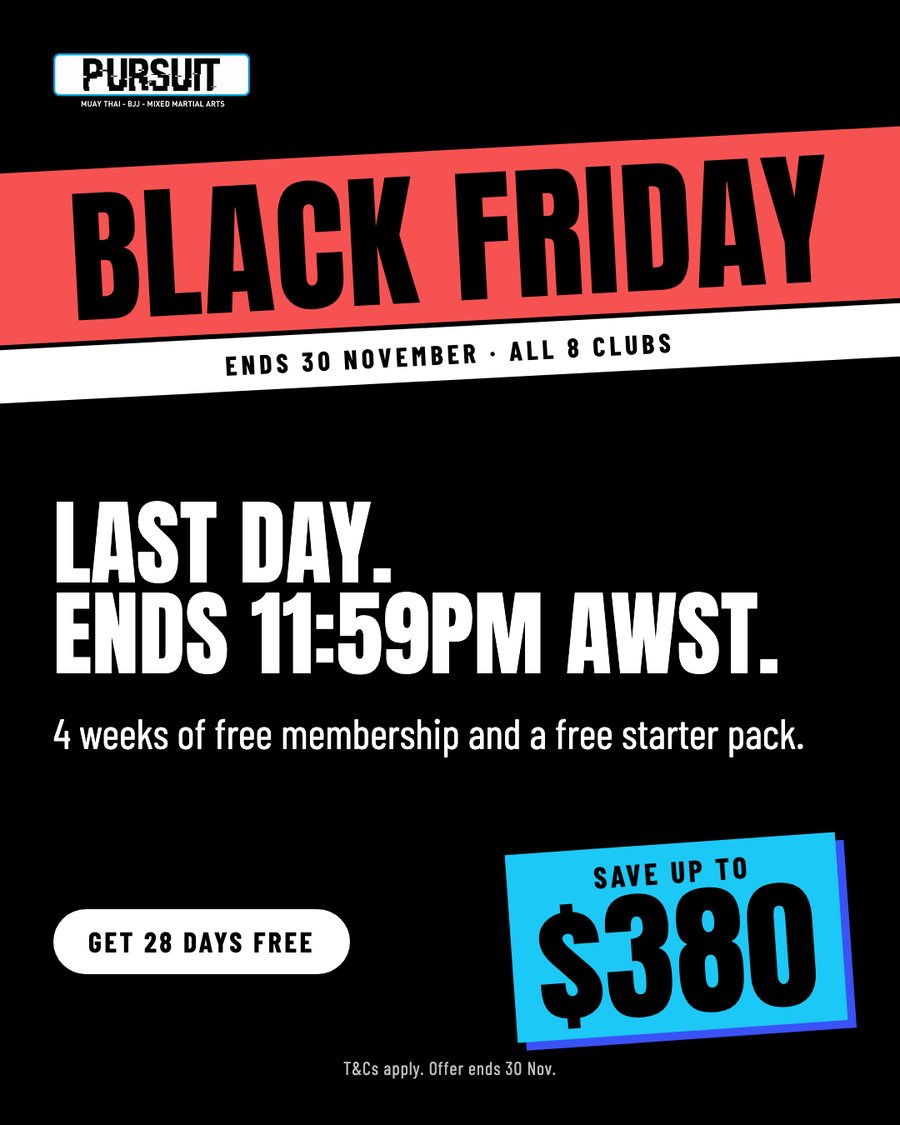 PURSUIT
MUAY THAI - BJJ - MIXED MARTIAL ARTS
BLACK FRIDAY
ENDS 30 NOVEMBER · ALL 8 CLUBS
LAST DAY.
ENDS 11:59PM AWST.
4 weeks of free membership and a free starter pack.
SAVE UP TO
$380
GET 28 DAYS FREE
T&Cs apply. Offer ends 30 Nov.